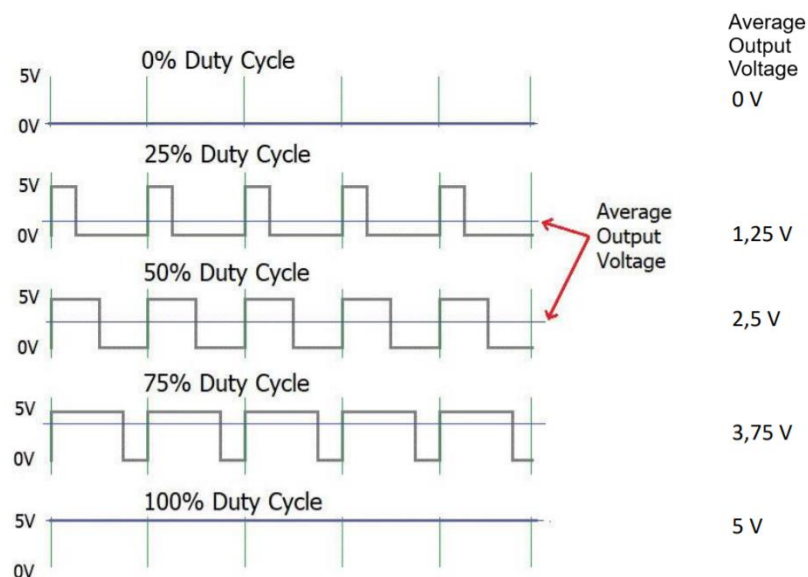 Average
Output
Voltage
0% Duty Cycle
5V
0V
0 V
25% Duty Cycle
5V
0V
Average
Output
Voltage
1,25 V
50% Duty Cycle
5V
0V
2,5 V
75% Duty Cycle
5V
0V
3,75 V
100% Duty Cycle
5V
0V
5 V